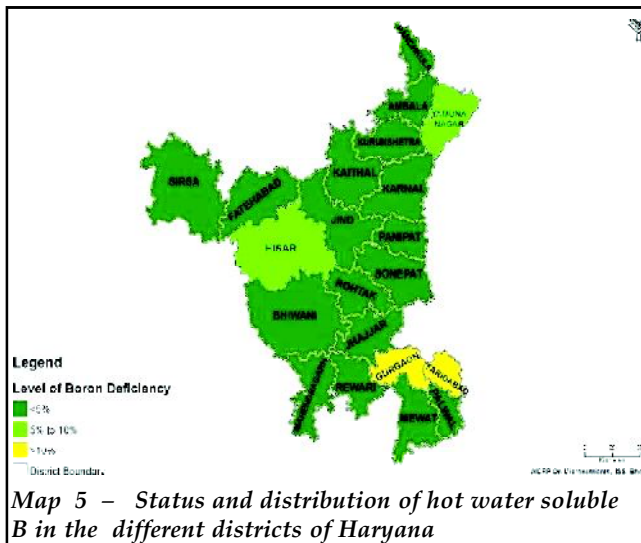 AMBALA
NAGAR
KURUKSHETRA
KAITHAL
KARNAL
SIRSA
FATEHABAD
JIND
PANIPAT
HISAR
SONEPAT
ROHTAK
BHIWANI
JHAJJAR
GURGAON
FARIDABAD
REWARI
MEWAT
Legend
Level of Boron Deficiency
<5%
5% to 10%
>10%
District Boundary
Map 5 – Status and distribution of hot water soluble
B in the different districts of Haryana